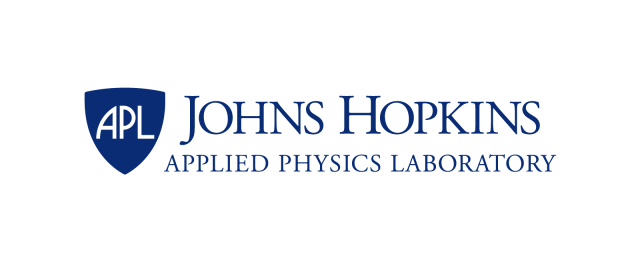 APL
JOHNS HOPKINS
APPLIED PHYSICS LABORATORY